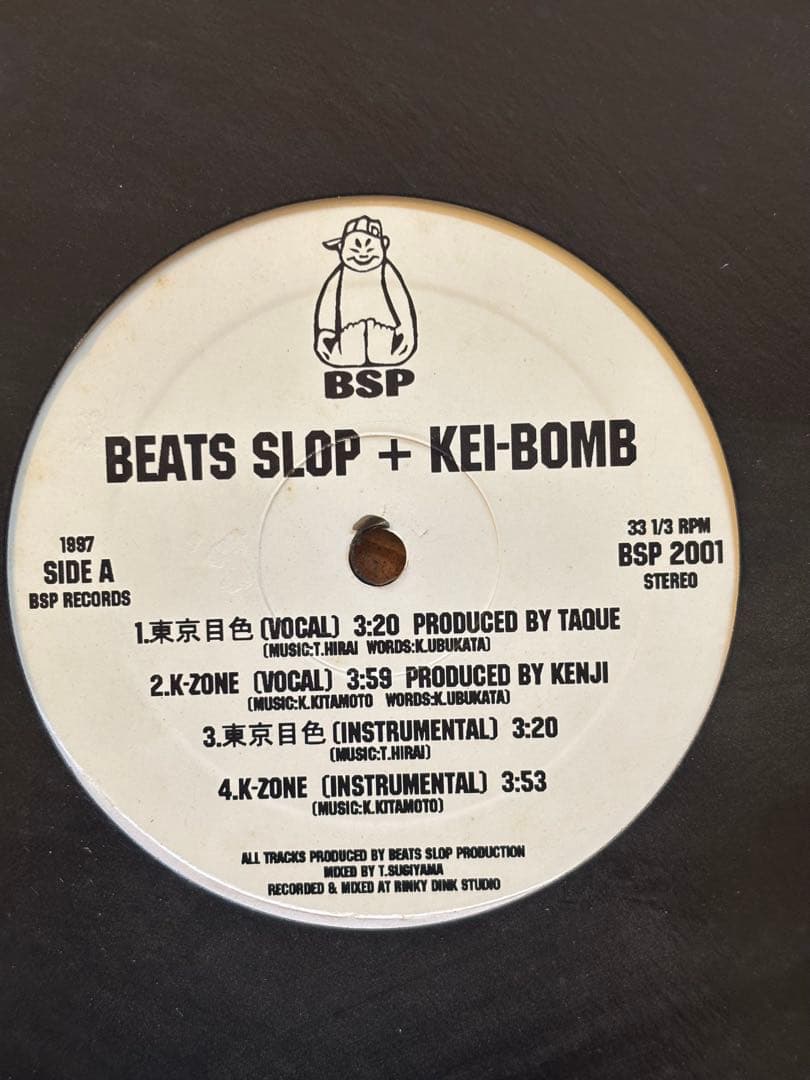 BSP
BEATS SLOP + KEI-BOMB
1997
SIDE A
BSP RECORDS
33 1/3 RPM
BSP 2001
STEREO
1.東京目色 (VOCAL) 3:20 PRODUCED BY TAQUE
(MUSIC:T.HIRAI WORDS:K.UBUKATA)
2.K-ZONE (VOCAL) 3:59 PRODUCED BY KENJI
(MUSIC:K.KITAMOTO WORDS:K.UBUKATA)
3.東京目色 (INSTRUMENTAL) 3:20
(MUSIC:T.HIRAI)
4.K-ZONE (INSTRUMENTAL) 3:53
(MUSIC:K.KITAMOTO)
ALL TRACKS PRODUCED BY BEATS SLOP PRODUCTION
MIXED BY T.SUGIYAMA
RECORDED & MIXED AT RINKY DINK STUDIO